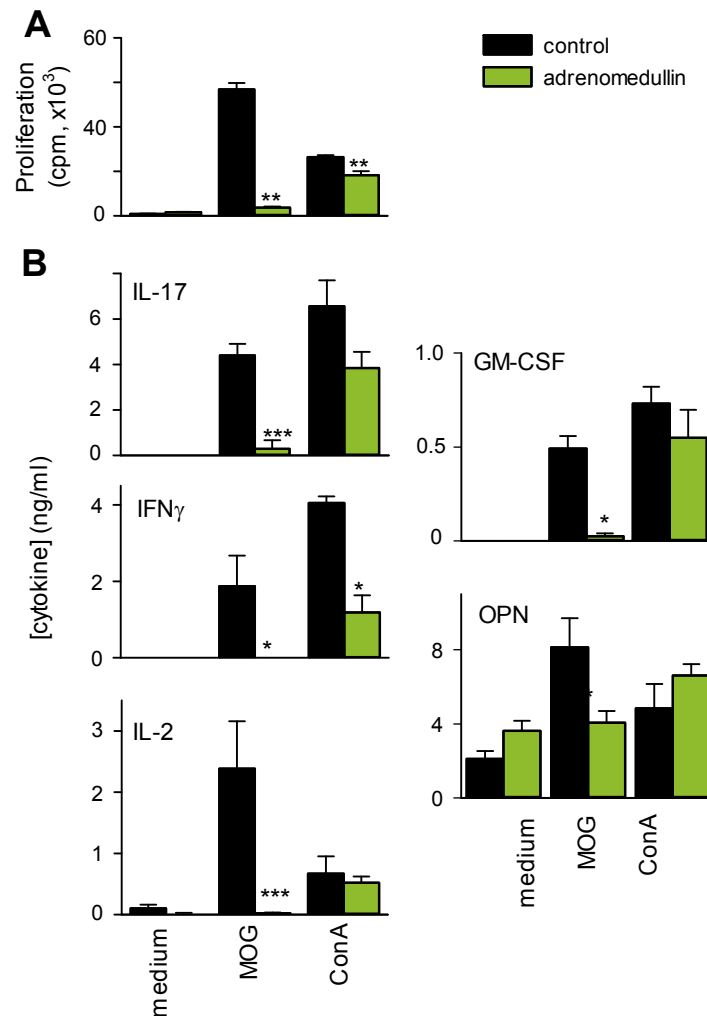 A
60
40
20
0
Proliferation
(cpm, x10³)
**
**
control
adrenomedullin
B
[cytokine] (ng/ml)
IL-17
6
4
2
0
***
IFNγ
4
2
0
*
*
IL-2
3
2
1
0
***
medium
MOG
ConA
GM-CSF
1.0
0.5
0
*
OPN
8
4
0
*
medium
MOG
ConA